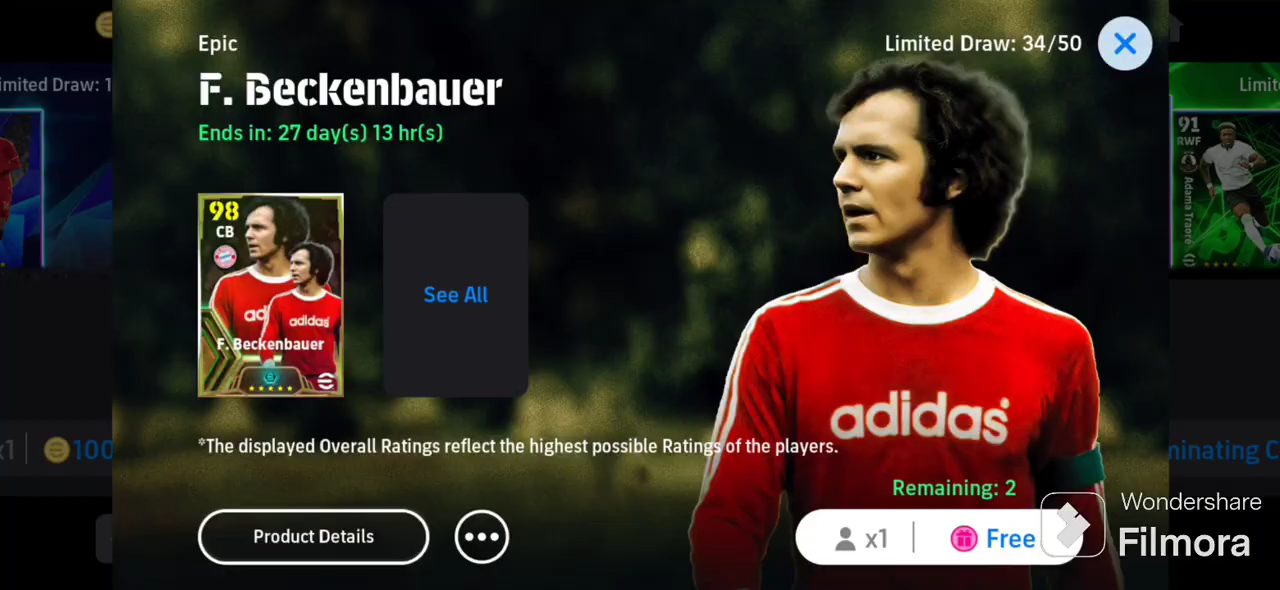 Epic
Limited Draw: 34/50
F. Beckenbauer
Ends in: 27 day(s) 13 hr(s)
imited Draw: 1
Limit
98
CB
adidas
F. Beckenbauer
See All
91
RWF
Adama Traoré
adidas
*The displayed Overall Ratings reflect the highest possible Ratings of the players.
x1
100
minating C
Remaining: 2
Product Details
x1
Free
Wondershare
Filmora